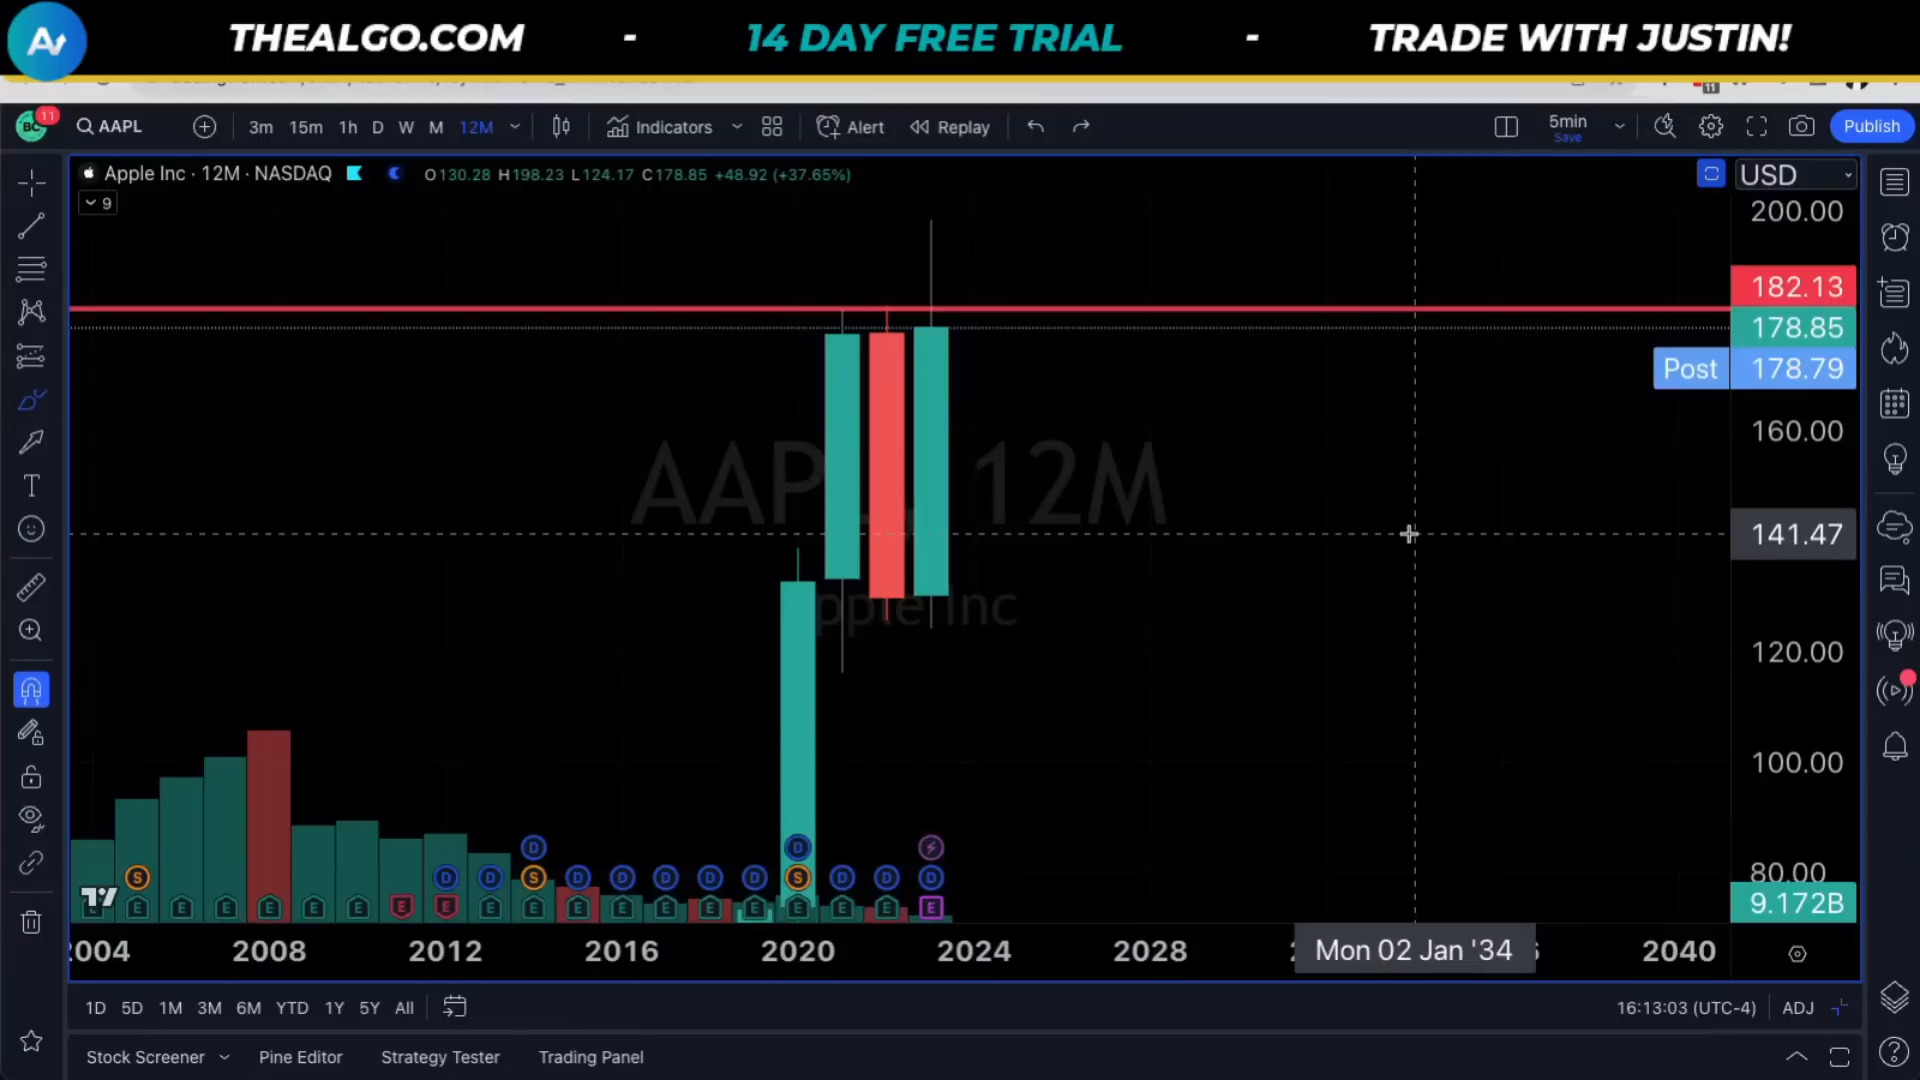 THEALGO.COM - 14 DAY FREE TRIAL - TRADE WITH JUSTIN!
11
11 AAPL 3m 15m 1h D W M 12M Indicators Alert Replay 5min Save Publish
Apple Inc · 12M · NASDAQ O130.28 H198.23 L124.17 C178.85 +48.92 (+37.65%) USD
9
200.00
182.13
178.85
Post 178.79
160.00
AAPL, 12M
141.47
Apple Inc
120.00
100.00
D D
80.00
S D D S D D D D D S D D D
E E E E E E E E E E E E E E E E E E E
9.172B
2004 2008 2012 2016 2020 2024 2028 Mon 02 Jan '34 2040
1D 5D 1M 3M 6M YTD 1Y 5Y All 16:13:03 (UTC-4) ADJ
Stock Screener Pine Editor Strategy Tester Trading Panel